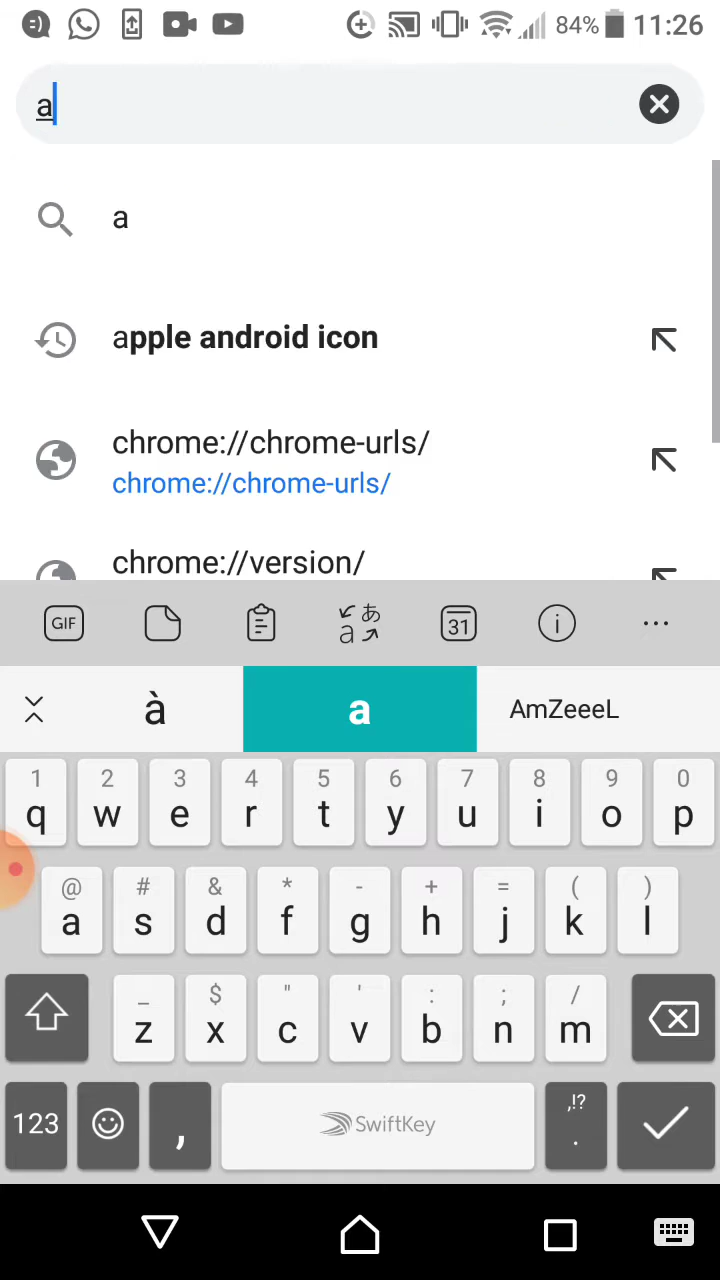 84% 11:26
a
a
apple android icon
chrome://chrome-urls/
chrome://chrome-urls/
chrome://version/
GIF a あ 31 i ...
à a AmZeeeL
1 2 3 4 5 6 7 8 9 0
q w e r t y u i o p
@ # & * - + = ( )
a s d f g h j k l
_ $ " ' : ; /
z x c v b n m
123 , SwiftKey ,!? .